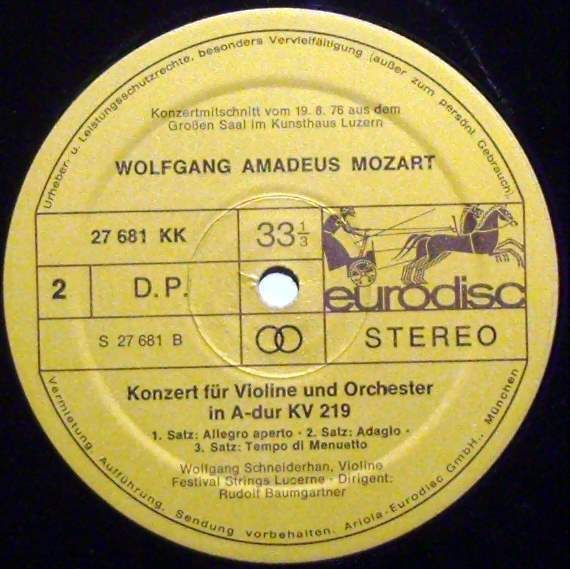 Urheber- u. Leistungsschutzrechte, besonders Vervielfältigung (außer zum persönl. Gebrauch),
Konzertmitschnitt vom 19. 8. 76 aus dem
Großen Saal im Kunsthaus Luzern
WOLFGANG AMADEUS MOZART
27 681 KK
33 1/3
2
D.P.
eurodisc
S 27 681 B
STEREO
Konzert für Violine und Orchester
in A-dur KV 219
1. Satz: Allegro aperto · 2. Satz: Adagio ·
3. Satz: Tempo di Menuetto
Wolfgang Schneiderhan, Violine
Festival Strings Lucerne · Dirigent:
Rudolf Baumgartner
Vermietung, Aufführung, Sendung vorbehalten. Ariola-Eurodisc GmbH., München